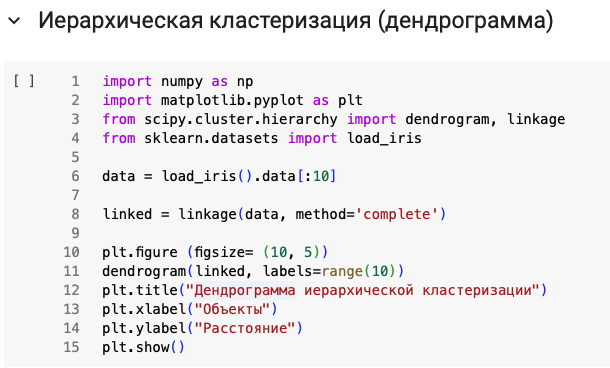 Иерархическая кластеризация (дендрограмма)
[ ] 1 import numpy as np
2 import matplotlib.pyplot as plt
3 from scipy.cluster.hierarchy import dendrogram, linkage
4 from sklearn.datasets import load_iris
5
6 data = load_iris().data[:10]
7
8 linked = linkage(data, method='complete')
9
10 plt.figure (figsize= (10, 5))
11 dendrogram(linked, labels=range(10))
12 plt.title("Дендрограмма иерархической кластеризации")
13 plt.xlabel("Объекты")
14 plt.ylabel("Расстояние")
15 plt.show()